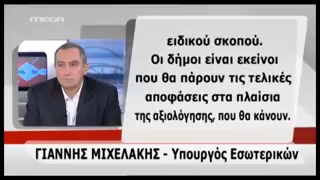 MEGA
ειδικού σκοπού.
Οι δήμοι είναι εκείνοι
που θα πάρουν τις τελικές
αποφάσεις στα πλαίσια
της αξιολόγησης, που θα κάνουν.
ΓΙΑΝΝΗΣ ΜΙΧΕΛΑΚΗΣ - Υπουργός Εσωτερικών